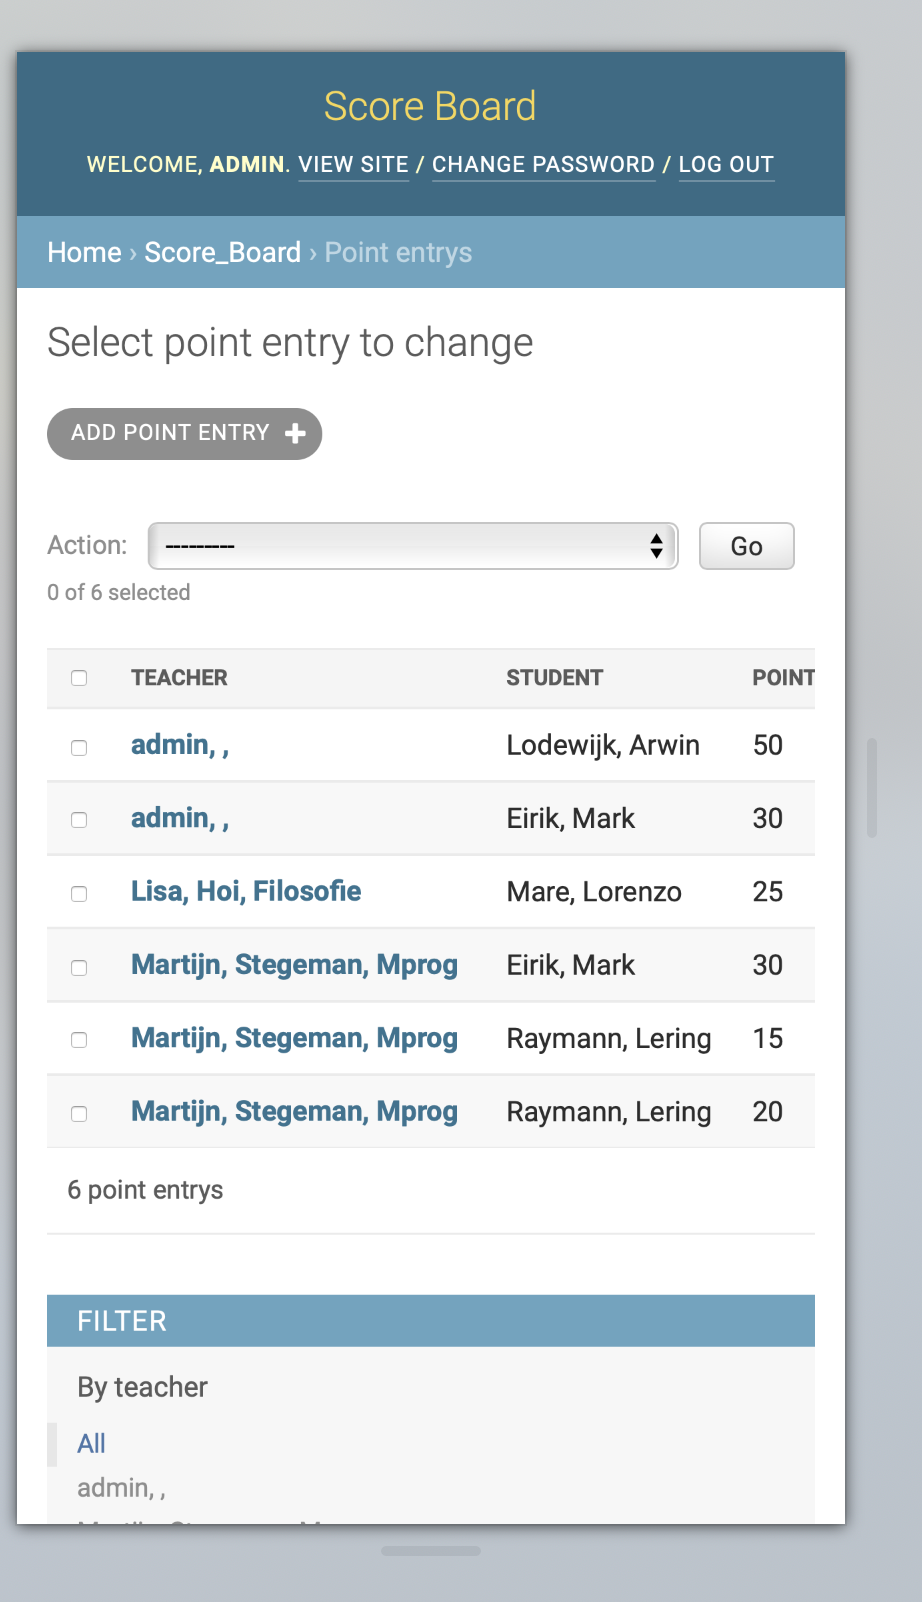 Score Board
WELCOME, ADMIN. VIEW SITE / CHANGE PASSWORD / LOG OUT
Home › Score_Board › Point entrys
Select point entry to change
ADD POINT ENTRY +
Action: --------- Go
0 of 6 selected
TEACHER STUDENT POINT
admin, , Lodewijk, Arwin 50
admin, , Eirik, Mark 30
Lisa, Hoi, Filosofie Mare, Lorenzo 25
Martijn, Stegeman, Mprog Eirik, Mark 30
Martijn, Stegeman, Mprog Raymann, Lering 15
Martijn, Stegeman, Mprog Raymann, Lering 20
6 point entrys
FILTER
By teacher
All
admin, ,